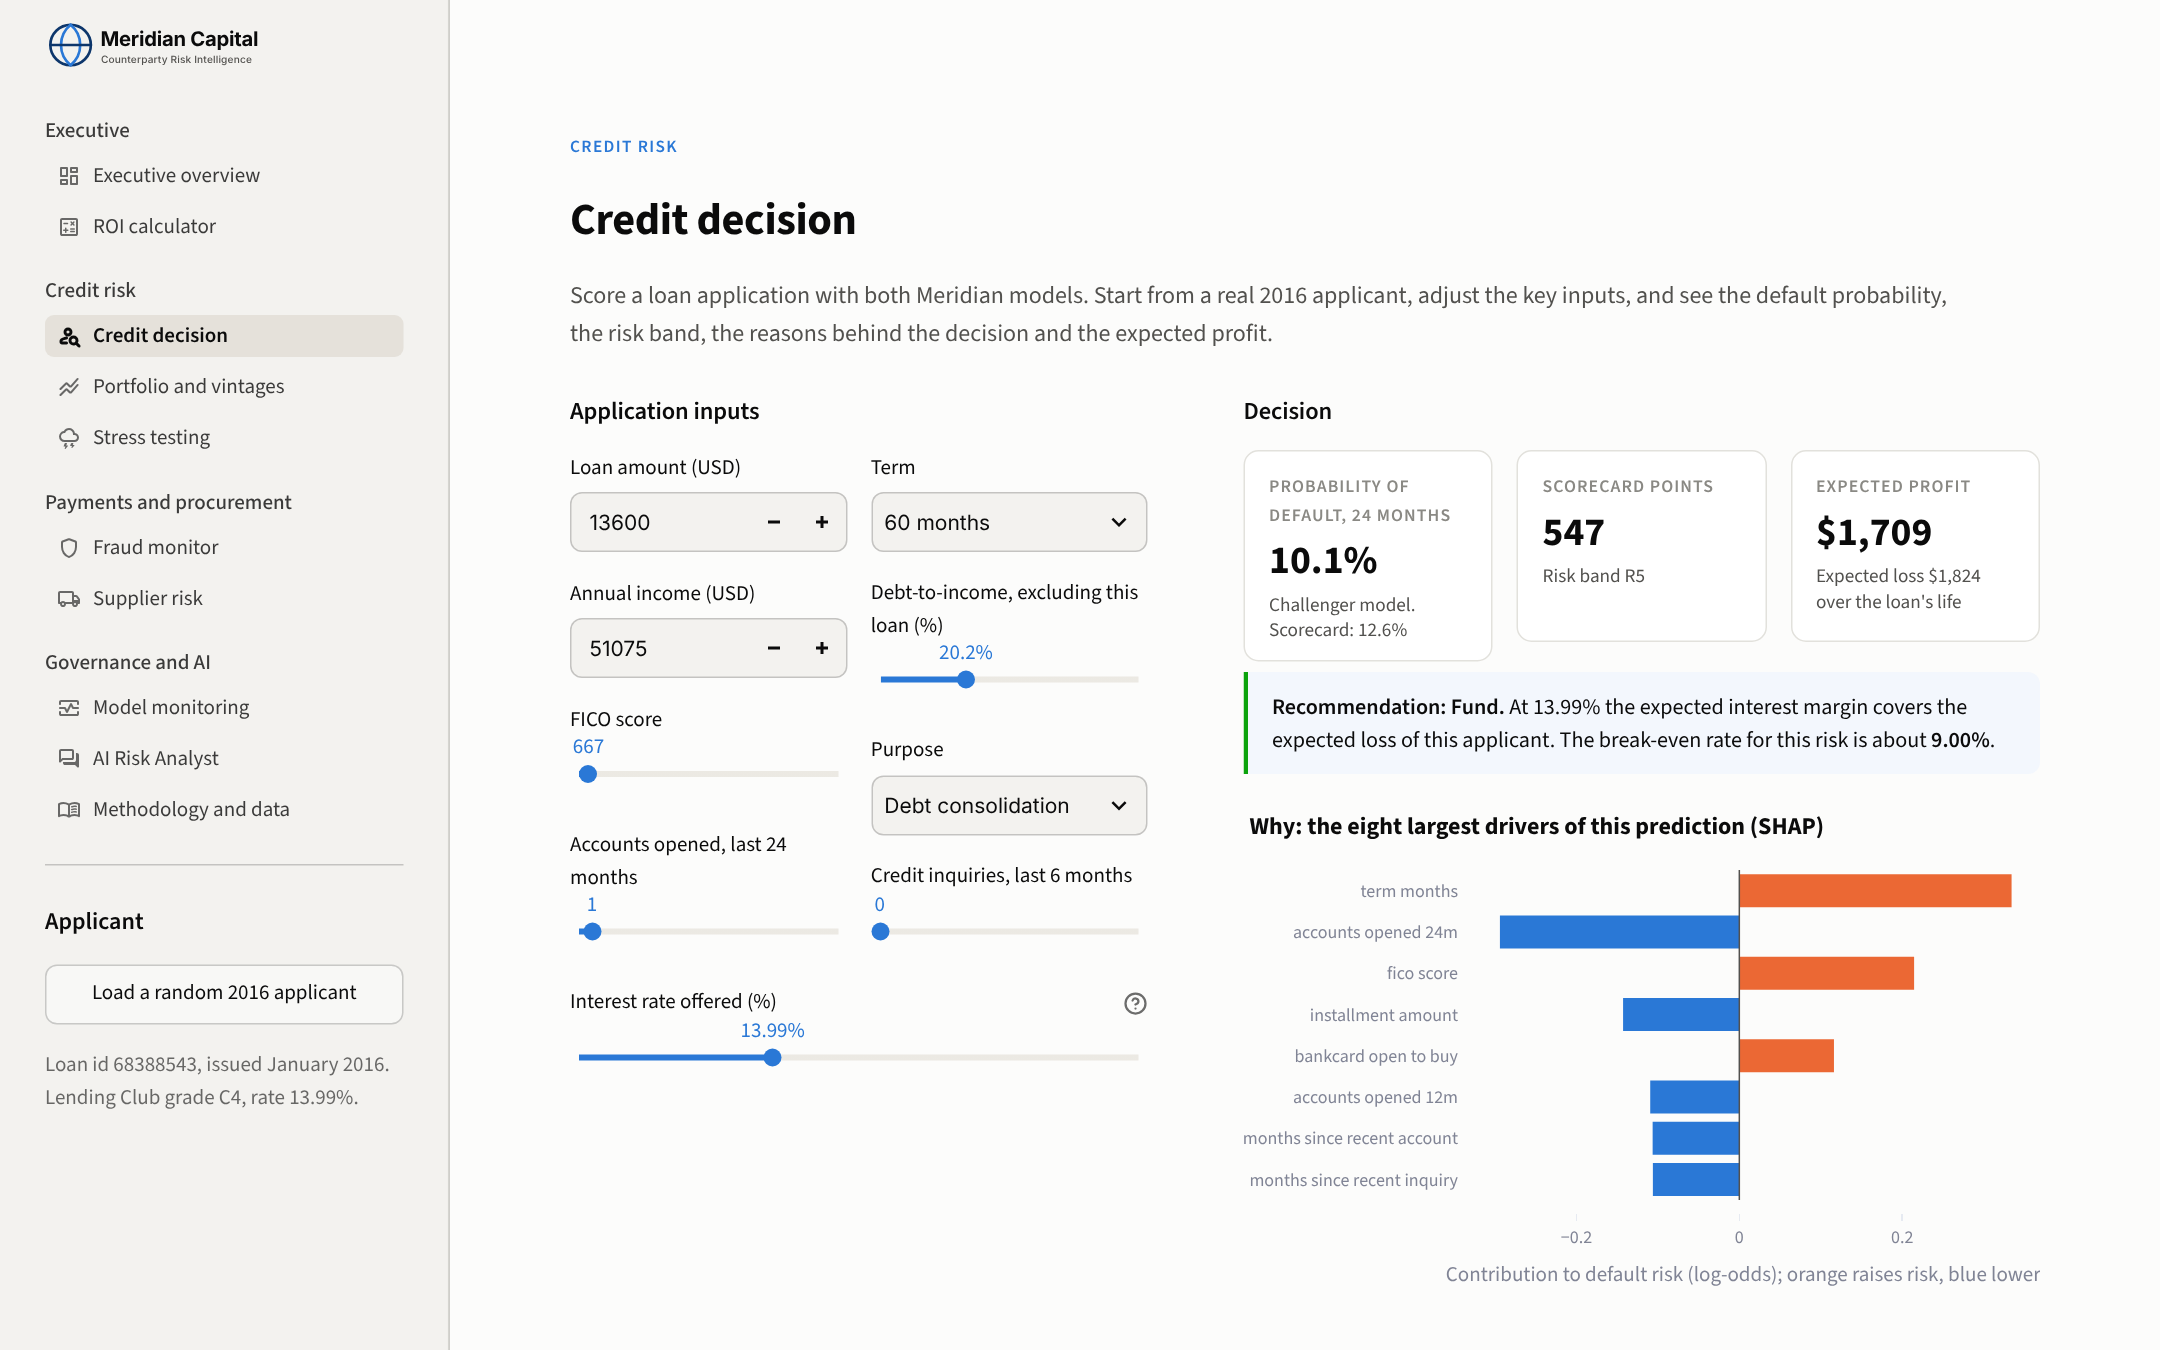 Meridian Capital
Counterparty Risk Intelligence
Executive
Executive overview
ROI calculator
Credit risk
Credit decision
Portfolio and vintages
Stress testing
Payments and procurement
Fraud monitor
Supplier risk
Governance and AI
Model monitoring
AI Risk Analyst
Methodology and data
Applicant
Load a random 2016 applicant
Loan id 68388543, issued January 2016.
Lending Club grade C4, rate 13.99%.
CREDIT RISK
Credit decision
Score a loan application with both Meridian models. Start from a real 2016 applicant, adjust the key inputs, and see the default probability,
the risk band, the reasons behind the decision and the expected profit.
Application inputs
Loan amount (USD)
13600
Term
60 months
Annual income (USD)
51075
Debt-to-income, excluding this
loan (%)
20.2%
FICO score
667
Purpose
Debt consolidation
Accounts opened, last 24
months
1
Credit inquiries, last 6 months
0
Interest rate offered (%)
13.99%
Decision
PROBABILITY OF
DEFAULT, 24 MONTHS
10.1%
Challenger model.
Scorecard: 12.6%
SCORECARD POINTS
547
Risk band R5
EXPECTED PROFIT
$1,709
Expected loss $1,824
over the loan's life
Recommendation: Fund. At 13.99% the expected interest margin covers the
expected loss of this applicant. The break-even rate for this risk is about 9.00%.
Why: the eight largest drivers of this prediction (SHAP)
term months
accounts opened 24m
fico score
installment amount
bankcard open to buy
accounts opened 12m
months since recent account
months since recent inquiry
−0.2
0
0.2
Contribution to default risk (log-odds); orange raises risk, blue lower